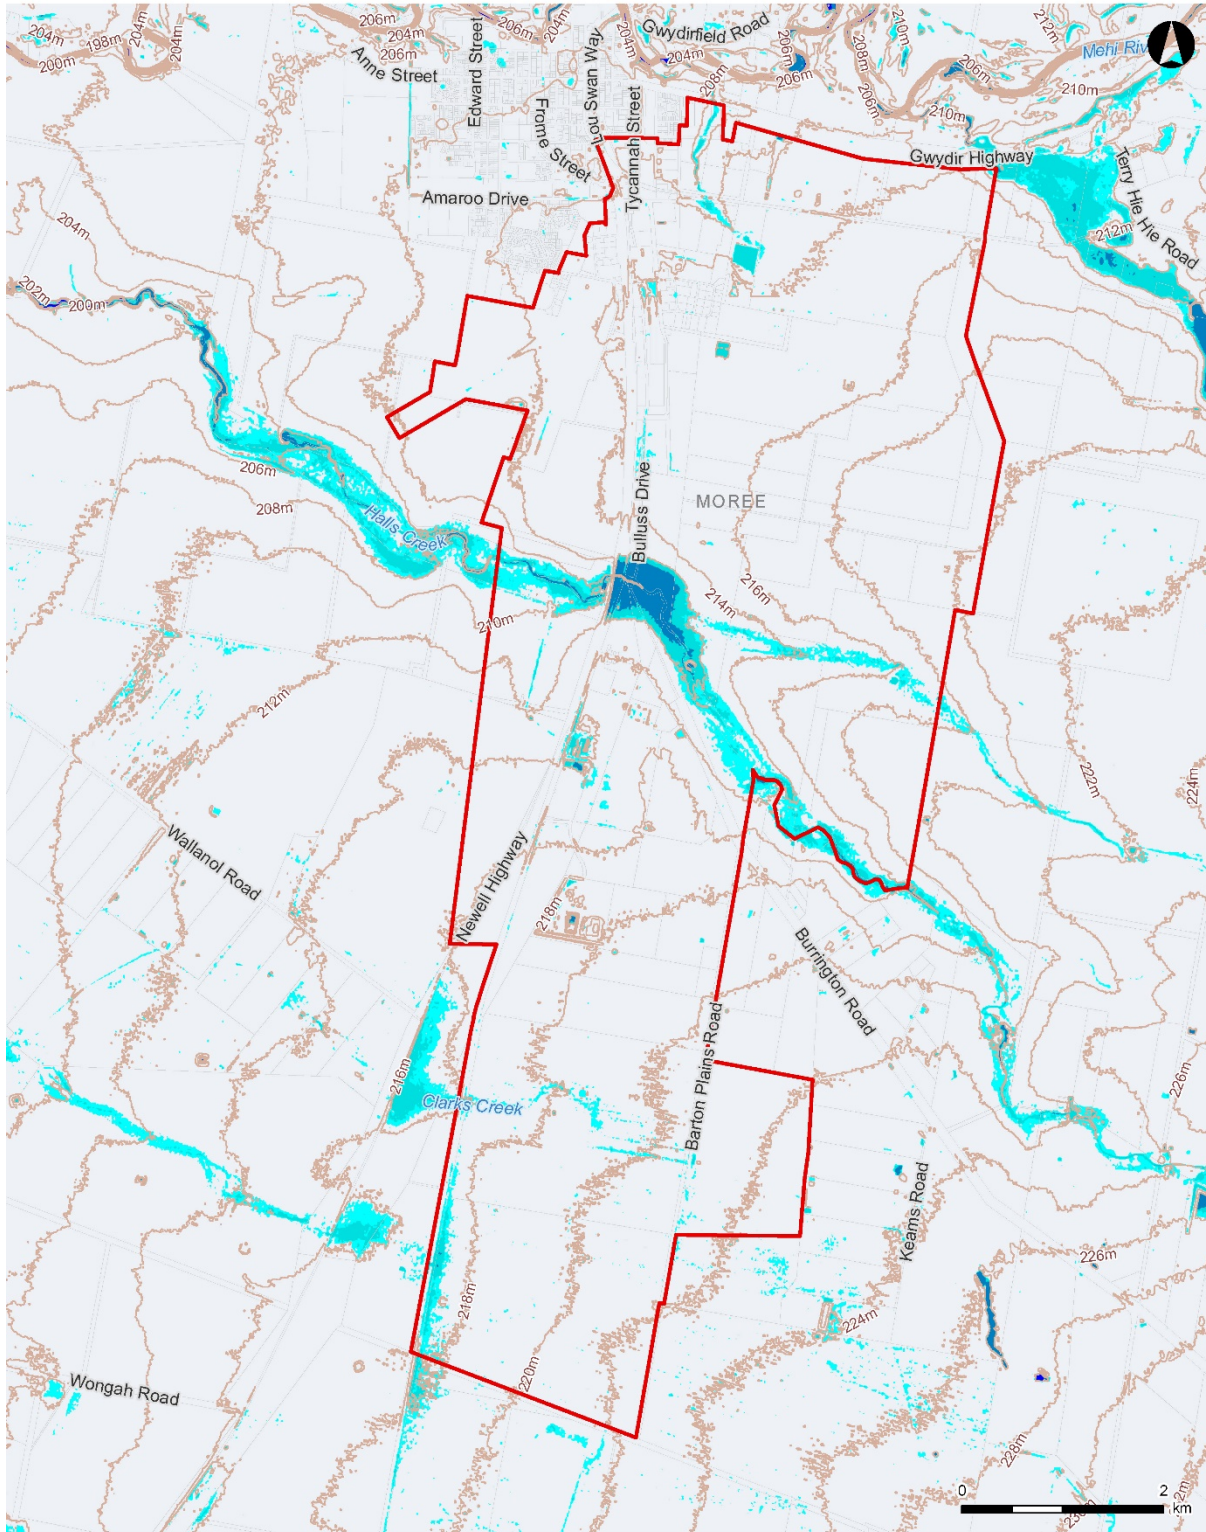 204m
198m
204m
204m
200m
206m
204m
206m
Anne Street
Edward Street
Frome Street
Lou Swan Way
Tycannah Street
204m
Gwydirfield Road
204m
206m
206m
208m
208m
210m
212m
206m
206m
Mehi River
210m
210m
Gwydir Highway
Terry Hie Hie Road
212m
Amaroo Drive
204m
202m
200m
206m
208m
Halls Creek
Bulluss Drive
MOREE
216m
214m
210m
212m
222m
224m
Wallanol Road
Newell Highway
218m
Burrington Road
Barton Plains Road
216m
Clarks Creek
226m
Kearns Road
226m
218m
224m
220m
Wongah Road
228m
0
2
km